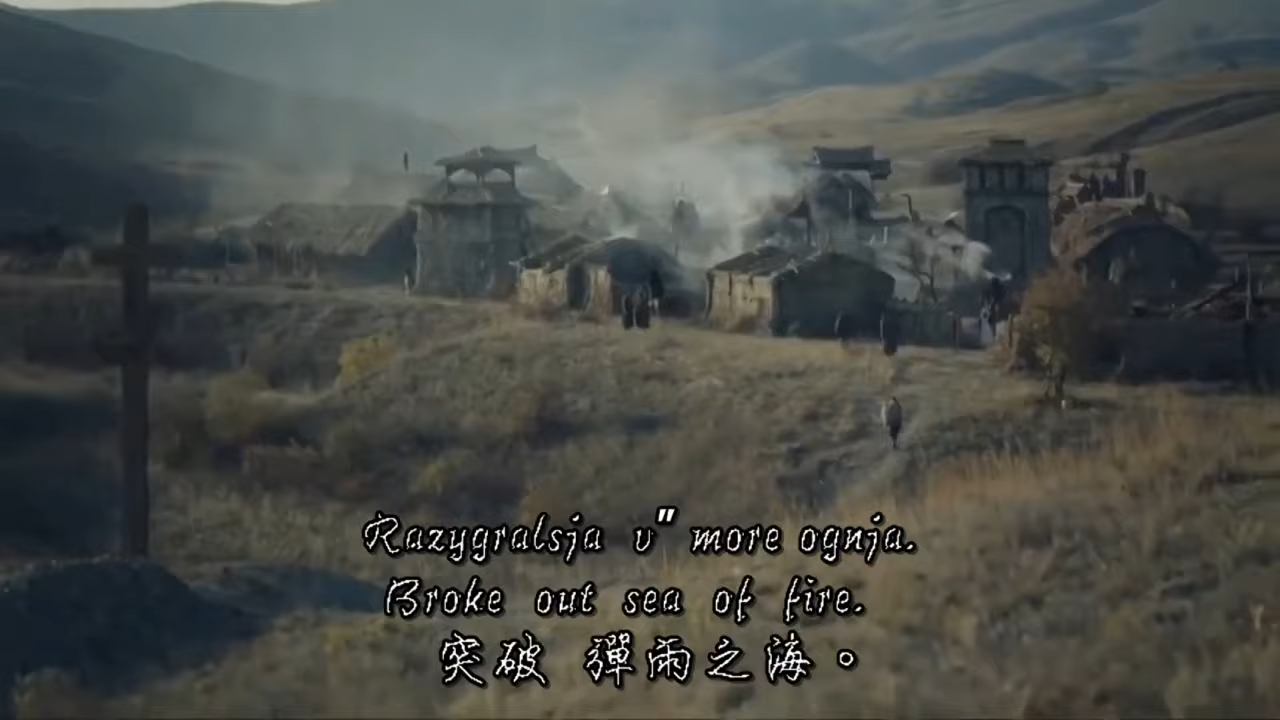 Razygralsja v" more ognja.
Broke out sea of fire.
突破 彈雨之海。